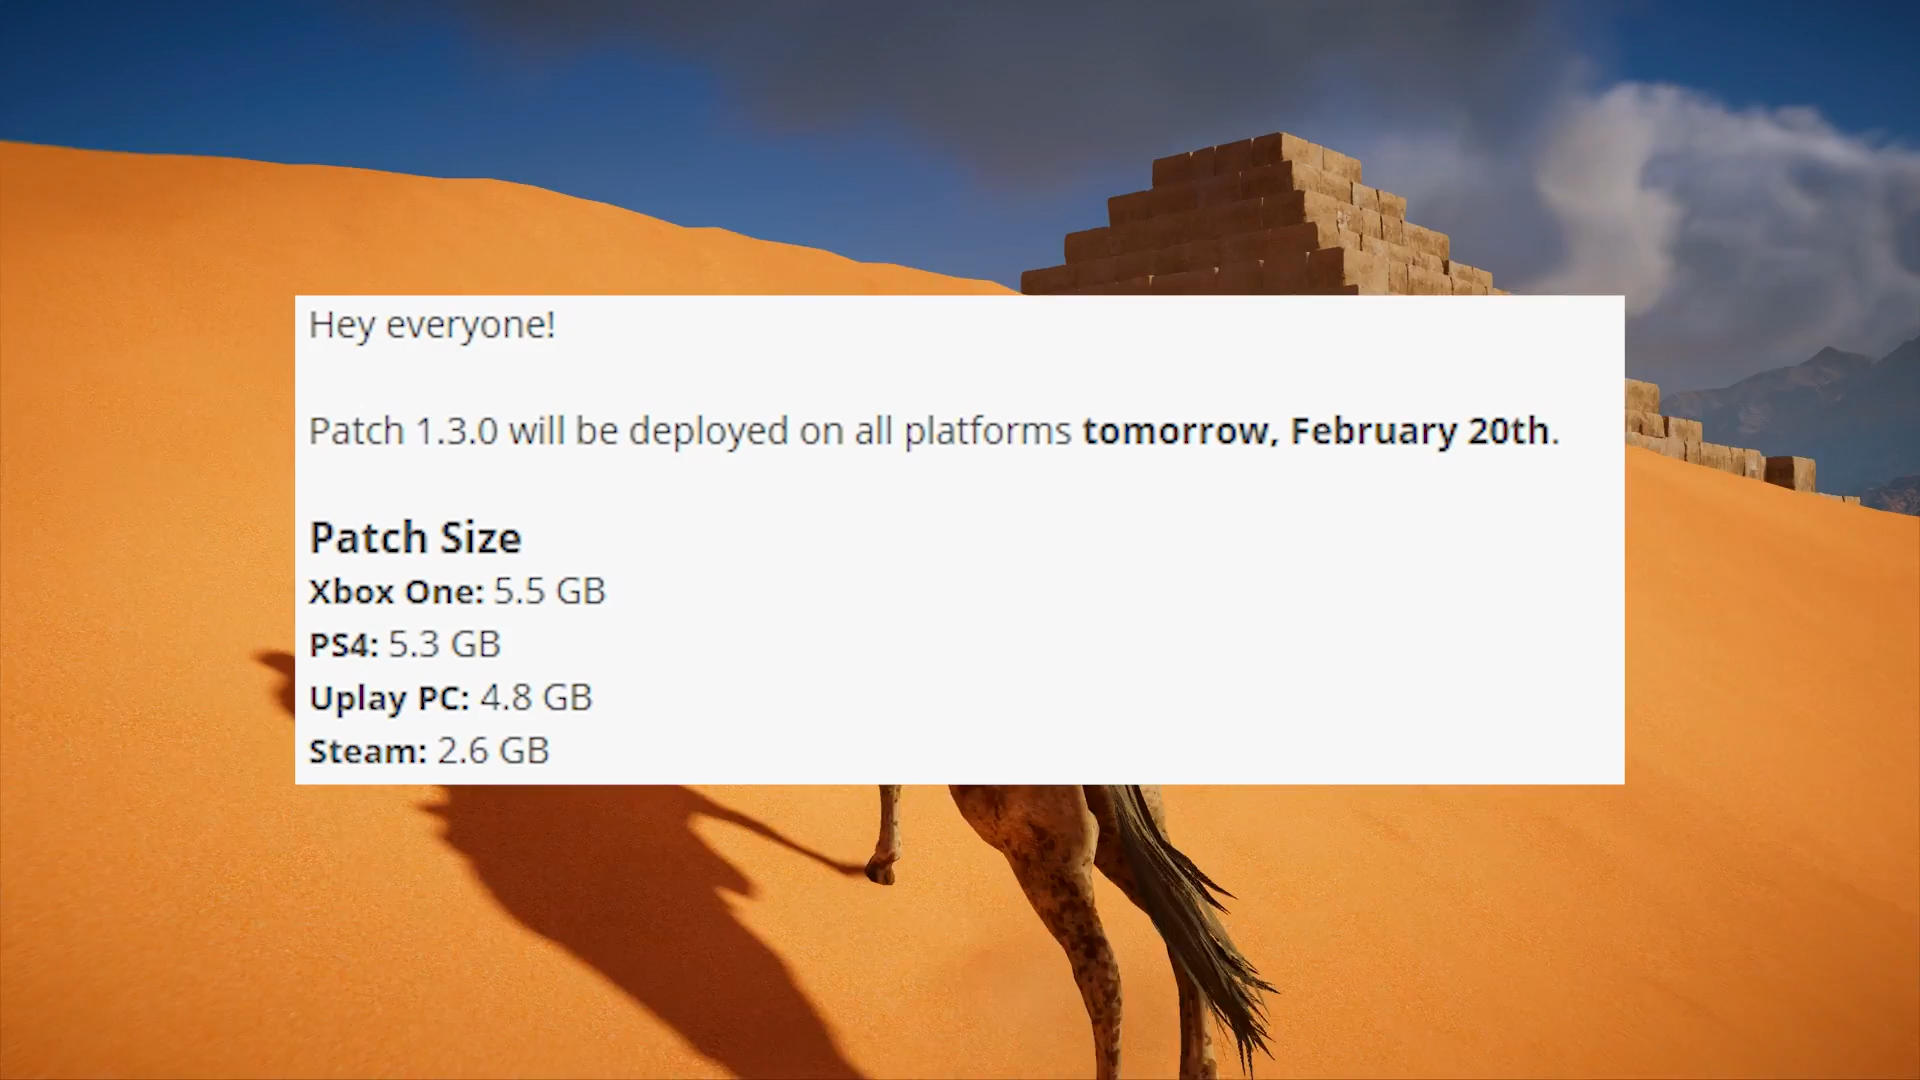 Hey everyone!
Patch 1.3.0 will be deployed on all platforms tomorrow, February 20th.
Patch Size
Xbox One: 5.5 GB
PS4: 5.3 GB
Uplay PC: 4.8 GB
Steam: 2.6 GB